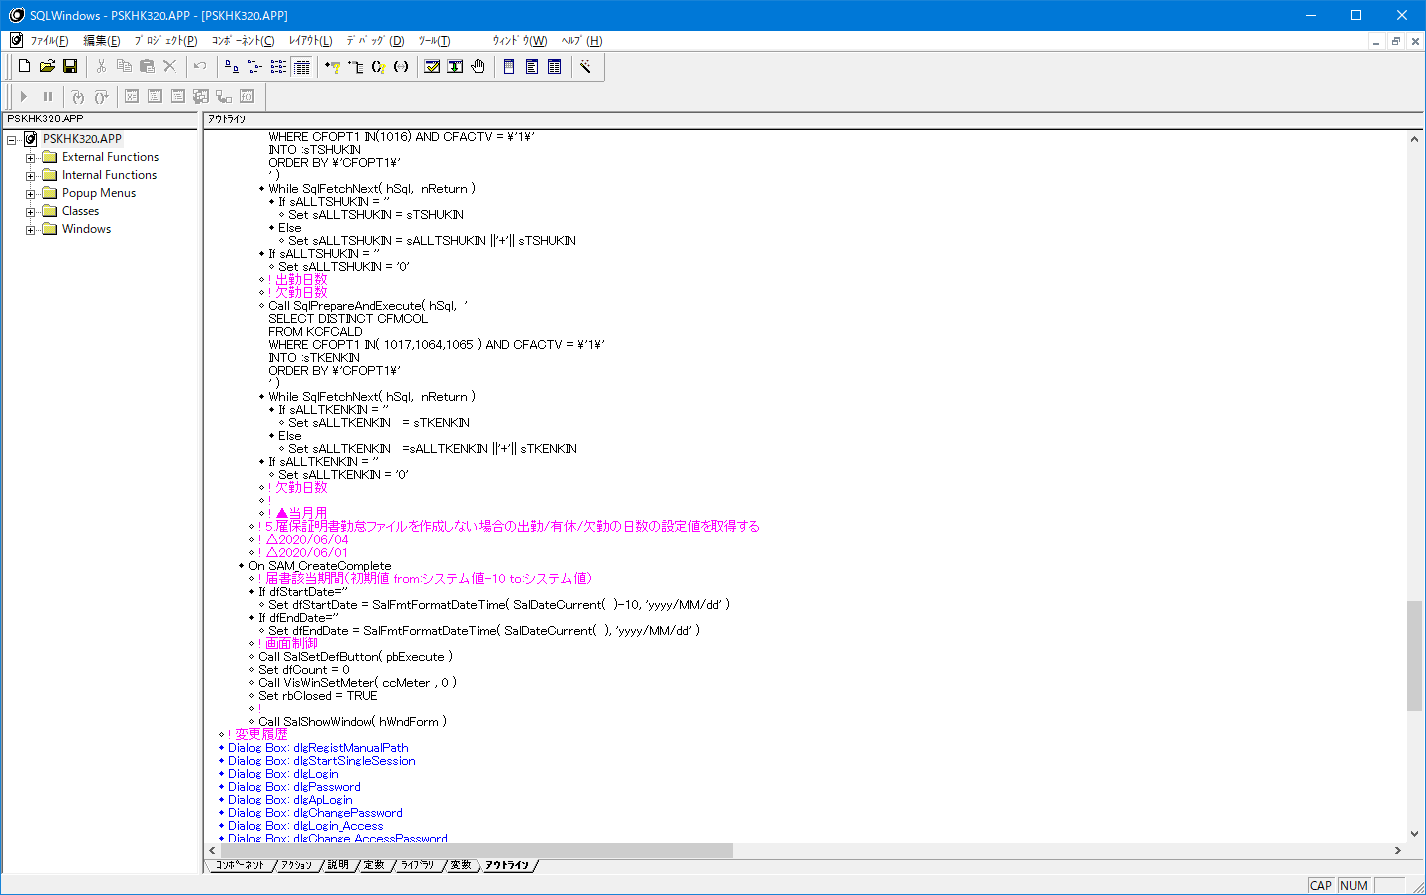 SQLWindows - PSKHK320.APP - [PSKHK320.APP]
ﾌｧｲﾙ(F) 編集(E) ﾌﾟﾛｼﾞｪｸﾄ(P) ｺﾝﾎﾟｰﾈﾝﾄ(C) ﾚｲｱｳﾄ(L) ﾃﾞﾊﾞｯｸﾞ(D) ﾂｰﾙ(T) ｳｨﾝﾄﾞｳ(W) ﾍﾙﾌﾟ(H)
PSKHK320.APP
PSKHK320.APP
External Functions
Internal Functions
Popup Menus
Classes
Windows
ｱｳﾄﾗｲﾝ
WHERE CFOPT1 IN(1016) AND CFACTV = ¥'1¥'
INTO :sTSHUKIN
ORDER BY ¥'CFOPT1¥'
' )
While SqlFetchNext( hSql, nReturn )
If sALLTSHUKIN = ''
Set sALLTSHUKIN = sTSHUKIN
Else
Set sALLTSHUKIN = sALLTSHUKIN ||'+'|| sTSHUKIN
If sALLTSHUKIN = ''
Set sALLTSHUKIN = '0'
! 出勤日数
! 欠勤日数
Call SqlPrepareAndExecute( hSql, '
SELECT DISTINCT CFMCOL
FROM KCFCALD
WHERE CFOPT1 IN( 1017,1064,1065 ) AND CFACTV = ¥'1¥'
INTO :sTKENKIN
ORDER BY ¥'CFOPT1¥'
' )
While SqlFetchNext( hSql, nReturn )
If sALLTKENKIN = ''
Set sALLTKENKIN = sTKENKIN
Else
Set sALLTKENKIN =sALLTKENKIN ||'+'|| sTKENKIN
If sALLTKENKIN = ''
Set sALLTKENKIN = '0'
! 欠勤日数
!
! ▲当月用
! 5.雇保証明書勤怠ファイルを作成しない場合の出勤/有休/欠勤の日数の設定値を取得する
! △2020/06/04
! △2020/06/01
On SAM_CreateComplete
! 届書該当期間(初期値 from:システム値-10 to:システム値)
If dfStartDate=''
Set dfStartDate = SalFmtFormatDateTime( SalDateCurrent( )-10, 'yyyy/MM/dd' )
If dfEndDate=''
Set dfEndDate = SalFmtFormatDateTime( SalDateCurrent( ), 'yyyy/MM/dd' )
! 画面制御
Call SalSetDefButton( pbExecute )
Set dfCount = 0
Call VisWinSetMeter( ccMeter , 0 )
Set rbClosed = TRUE
!
Call SalShowWindow( hWndForm )
! 変更履歴
Dialog Box: dlgRegistManualPath
Dialog Box: dlgStartSingleSession
Dialog Box: dlgLogin
Dialog Box: dlgPassword
Dialog Box: dlgApLogin
Dialog Box: dlgChangePassword
Dialog Box: dlgLogin_Access
Dialog Box: dlgChange_AccessPassword
ｺﾝﾎﾟｰﾈﾝﾄ ｱｸｼｮﾝ 説明 定数 ﾗｲﾌﾞﾗﾘ 変数 ｱｳﾄﾗｲﾝ
CAP NUM